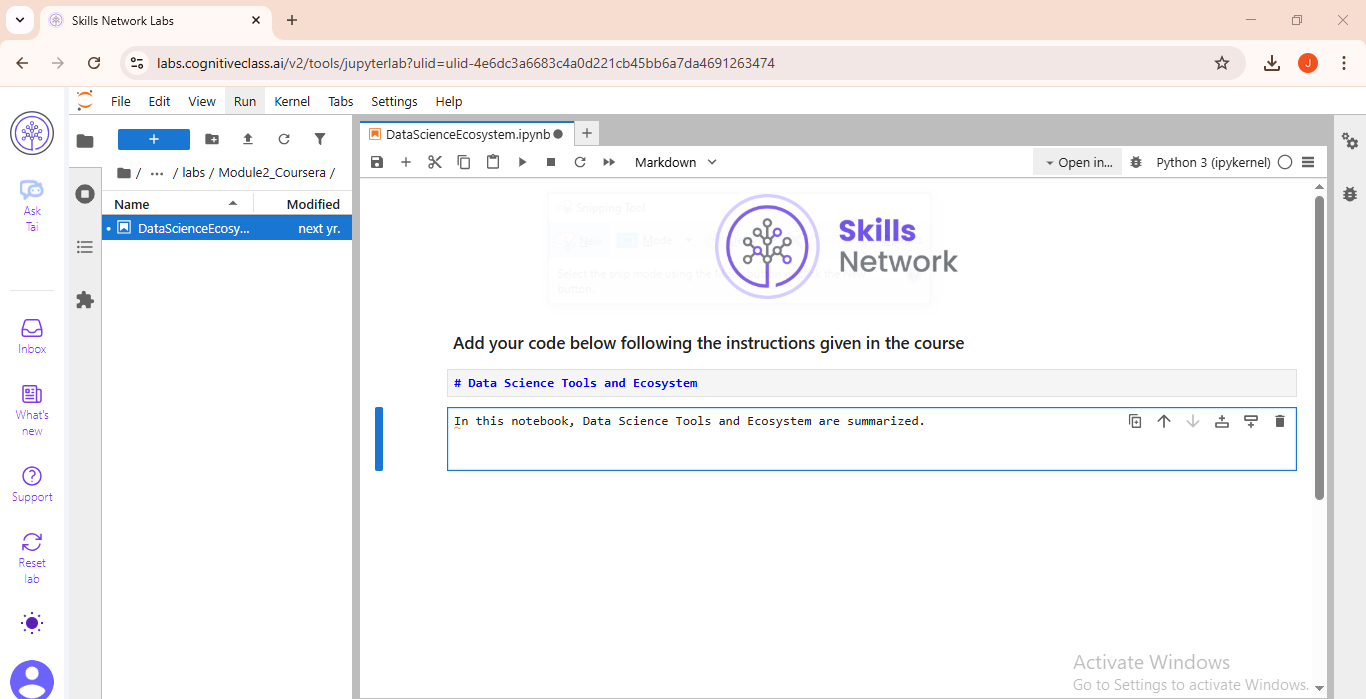 Skills Network Labs
labs.cognitiveclass.ai/v2/tools/jupyterlab?ulid=ulid-4e6dc3a6683c4a0d221cb45bb6a7da4691263474
J
File Edit View Run Kernel Tabs Settings Help
Ask
Tai
Inbox
What's
new
Support
Reset
lab
+
/ ··· / labs / Module2_Coursera /
Name Modified
DataScienceEcosy... next yr.
DataScienceEcosystem.ipynb
Markdown
Open in...
Python 3 (ipykernel)
Snipping Tool
New Mode
Select the snip mode using the
button
Skills
Network
Add your code below following the instructions given in the course
# Data Science Tools and Ecosystem
In this notebook, Data Science Tools and Ecosystem are summarized.
Activate Windows
Go to Settings to activate Windows.